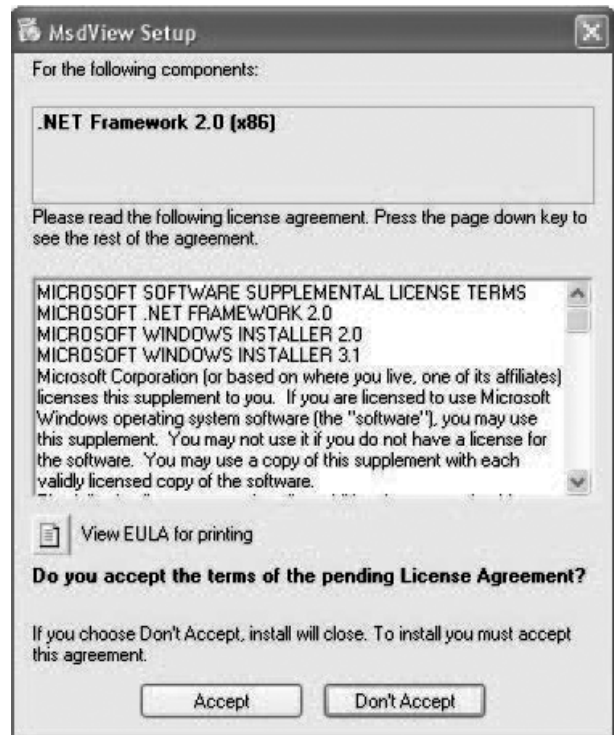 MsdView Setup
For the following components:
.NET Framework 2.0 (x86)
Please read the following license agreement. Press the page down key to
see the rest of the agreement.
MICROSOFT SOFTWARE SUPPLEMENTAL LICENSE TERMS
MICROSOFT .NET FRAMEWORK 2.0
MICROSOFT WINDOWS INSTALLER 2.0
MICROSOFT WINDOWS INSTALLER 3.1
Microsoft Corporation (or based on where you live, one of its affiliates)
licenses this supplement to you.  If you are licensed to use Microsoft
Windows operating system software (the "software"), you may use
this supplement.  You may not use it if you do not have a license for
the software.  You may use a copy of this supplement with each
validly licensed copy of the software.
View EULA for printing
Do you accept the terms of the pending License Agreement?
If you choose Don't Accept, install will close. To install you must accept
this agreement.
Accept
Don't Accept